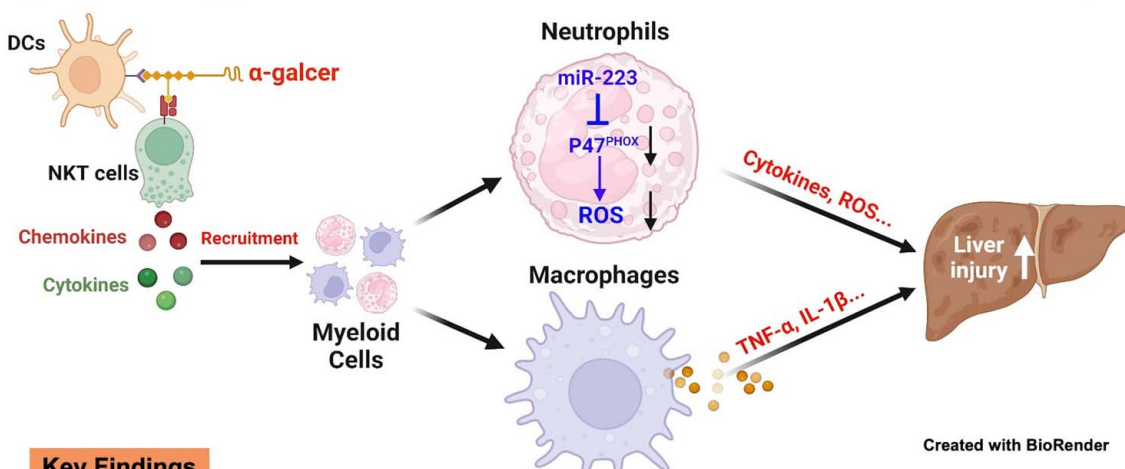 DCs
α-galcer
NKT cells
Chemokines
Cytokines
Recruitment
Myeloid
Cells
Neutrophils
miR-223
P47PHOX
ROS
Macrophages
Cytokines, ROS...
TNF-α, IL-1β...
Liver
injury
Created with BioRender
Key Findings